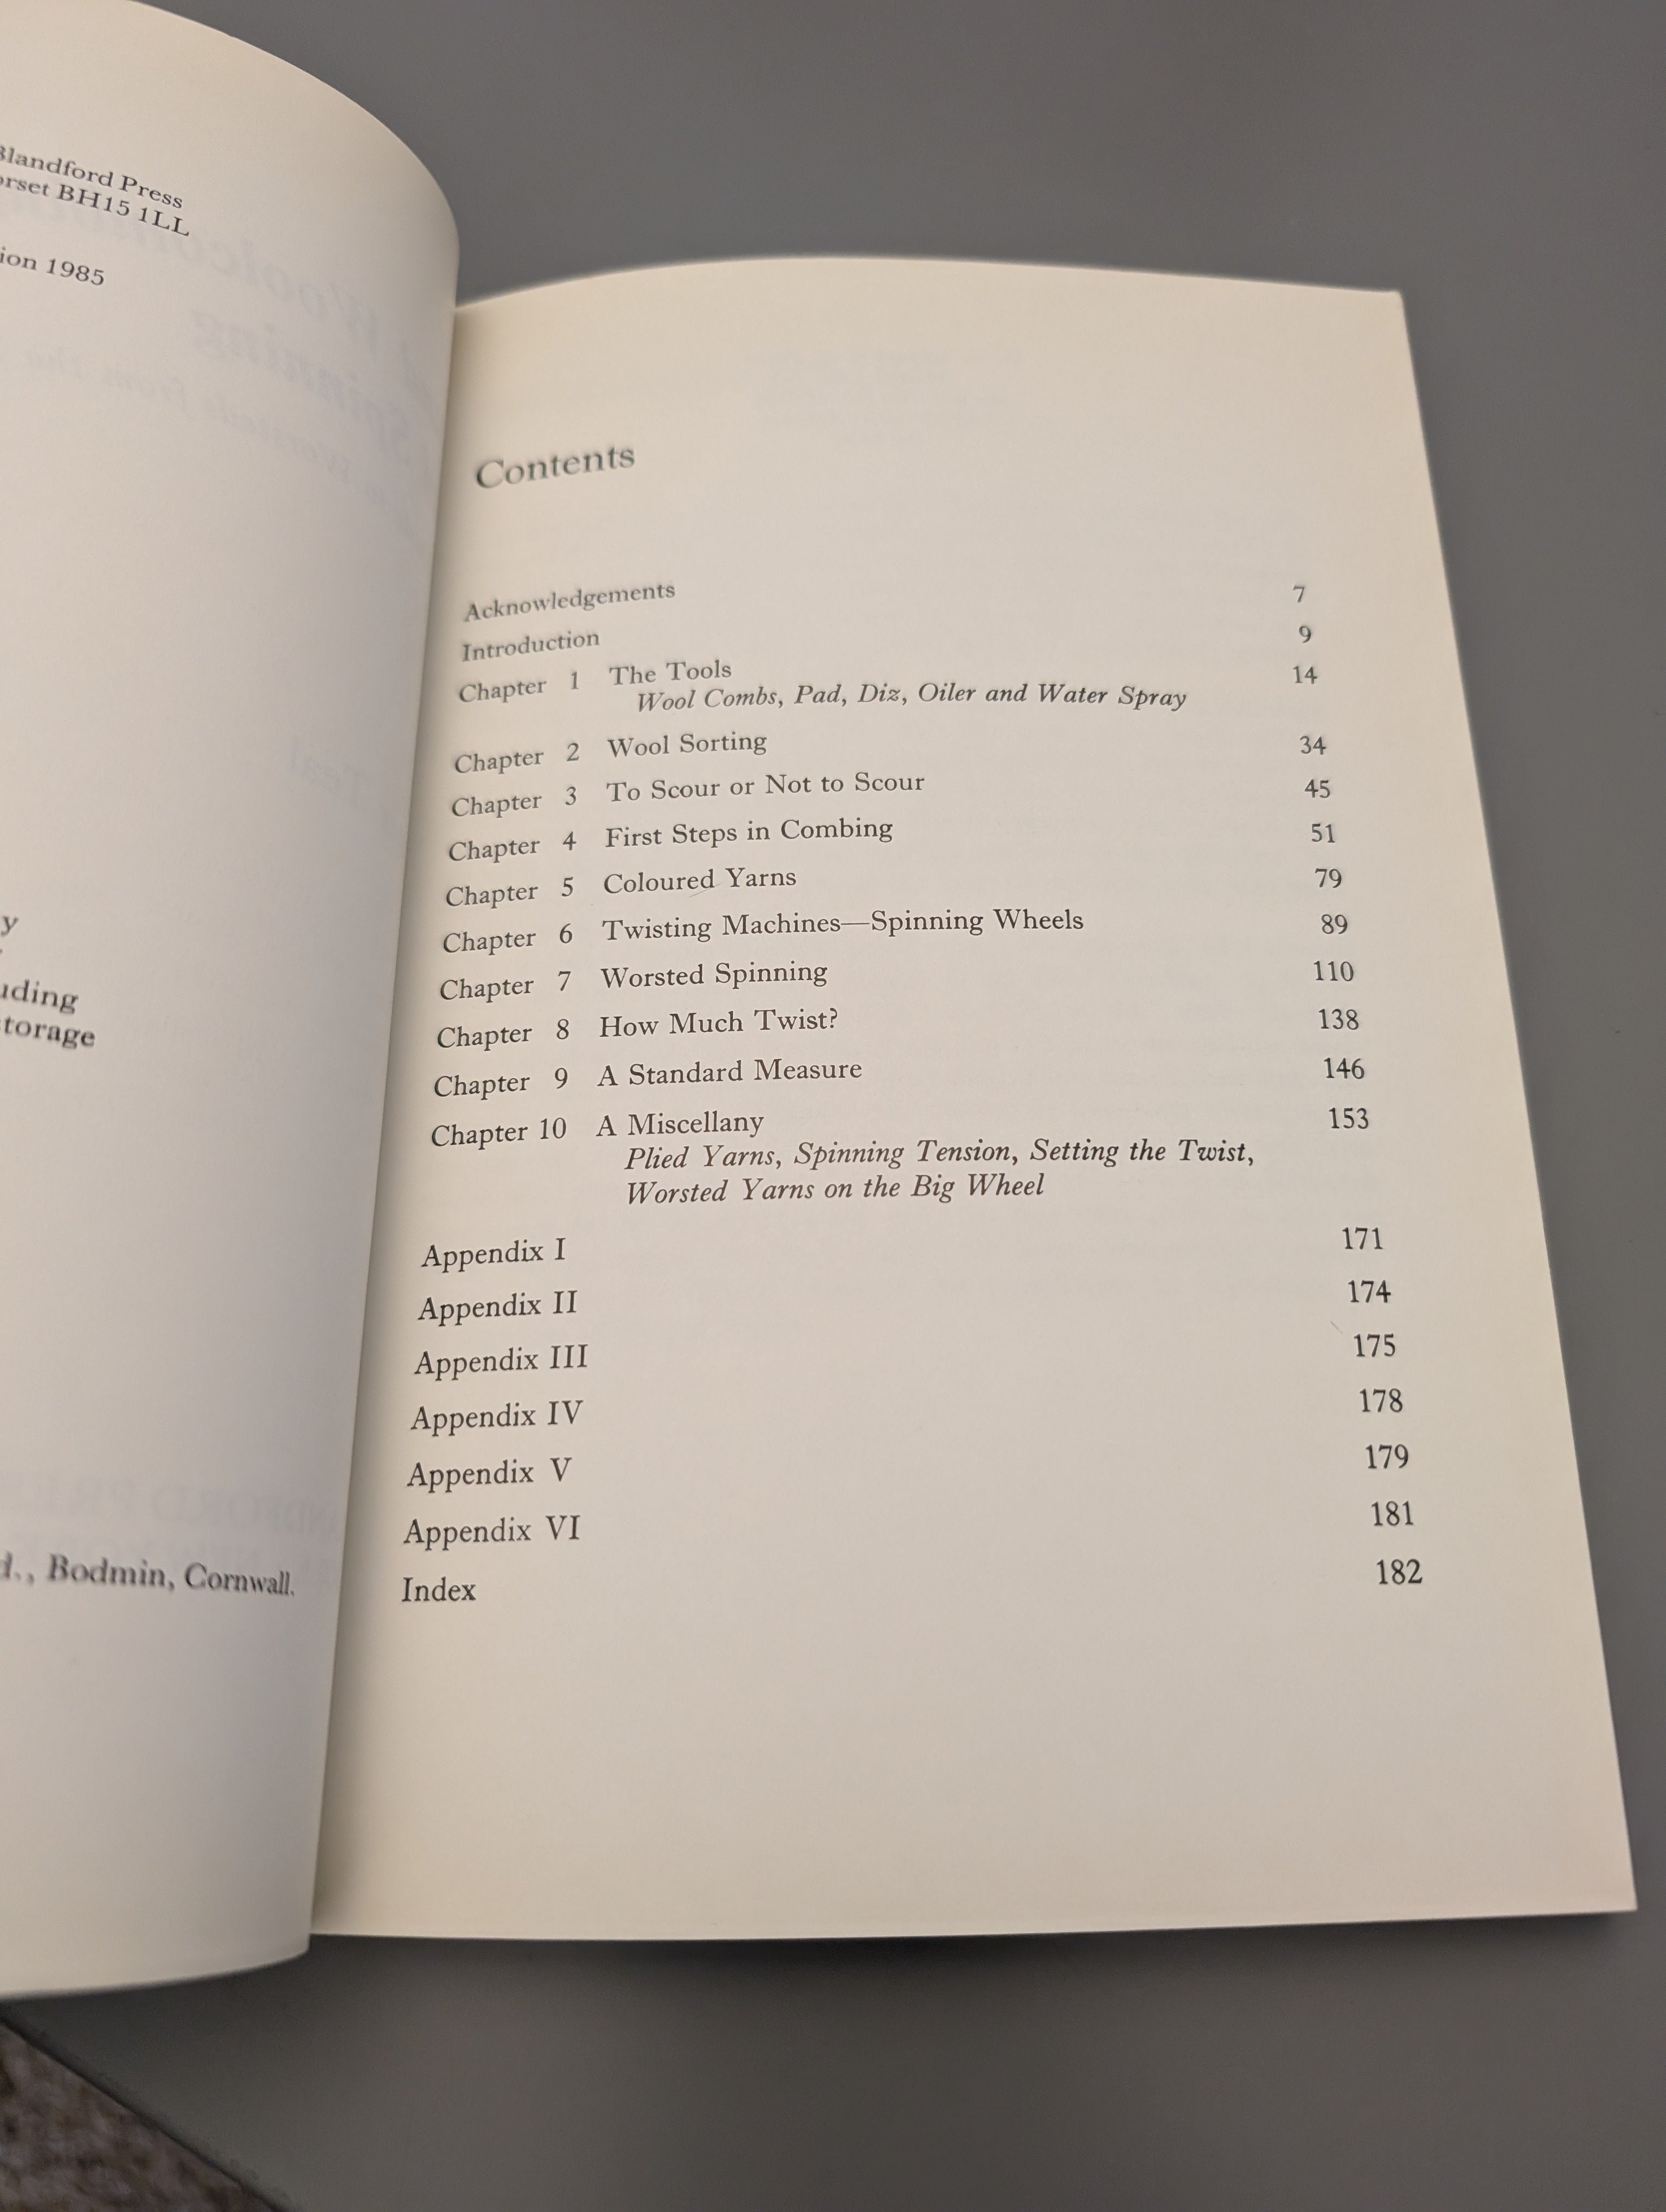 Blandford Press
orset BH15 1LL
ion 1985
y
uding
storage
d., Bodmin, Cornwall.
Contents
Acknowledgements 7
Introduction 9
Chapter 1 The Tools 14
Wool Combs, Pad, Diz, Oiler and Water Spray
Chapter 2 Wool Sorting 34
Chapter 3 To Scour or Not to Scour 45
Chapter 4 First Steps in Combing 51
Chapter 5 Coloured Yarns 79
Chapter 6 Twisting Machines—Spinning Wheels 89
Chapter 7 Worsted Spinning 110
Chapter 8 How Much Twist? 138
Chapter 9 A Standard Measure 146
Chapter 10 A Miscellany 153
Plied Yarns, Spinning Tension, Setting the Twist,
Worsted Yarns on the Big Wheel
Appendix I 171
Appendix II 174
Appendix III 175
Appendix IV 178
Appendix V 179
Appendix VI 181
Index 182